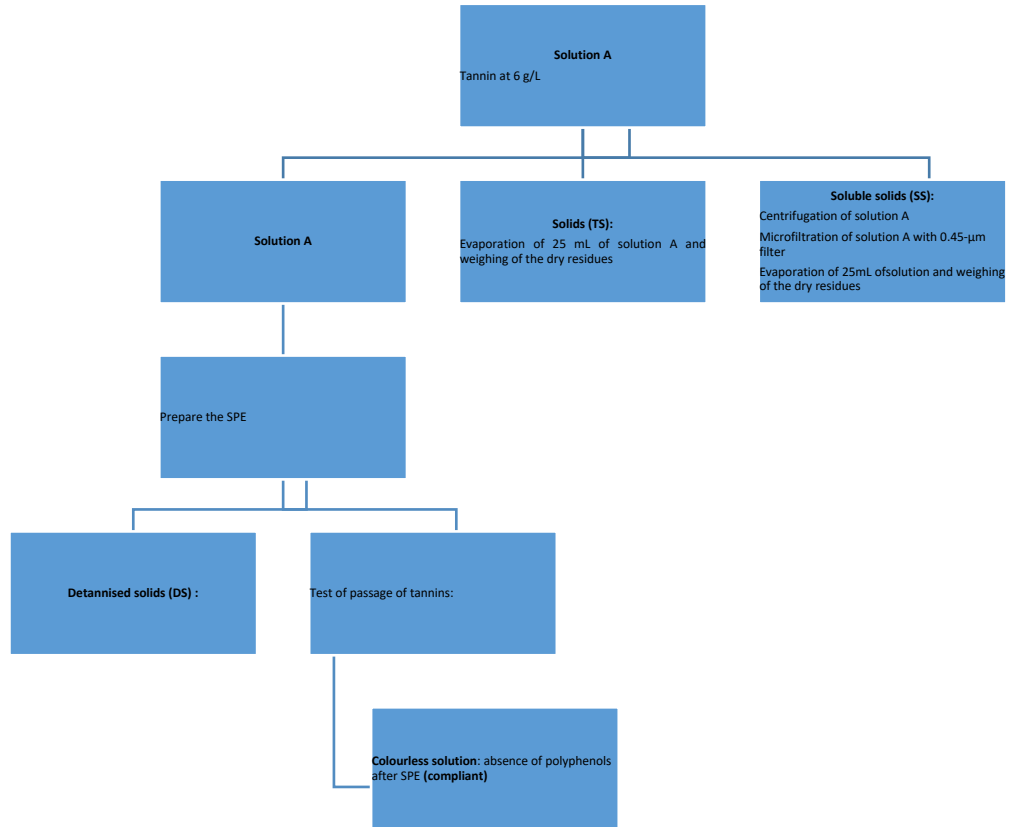 Solution A
Tannin at 6 g/L
Solution A
Solids (TS):
Evaporation of 25 mL of solution A and
weighing of the dry residues
Soluble solids (SS):
Centrifugation of solution A
Microfiltration of solution A with 0.45-µm
filter
Evaporation of 25mL ofsolution and weighing
of the dry residues
Prepare the SPE
Detannised solids (DS) :
Test of passage of tannins:
Colourless solution: absence of polyphenols
after SPE (compliant)